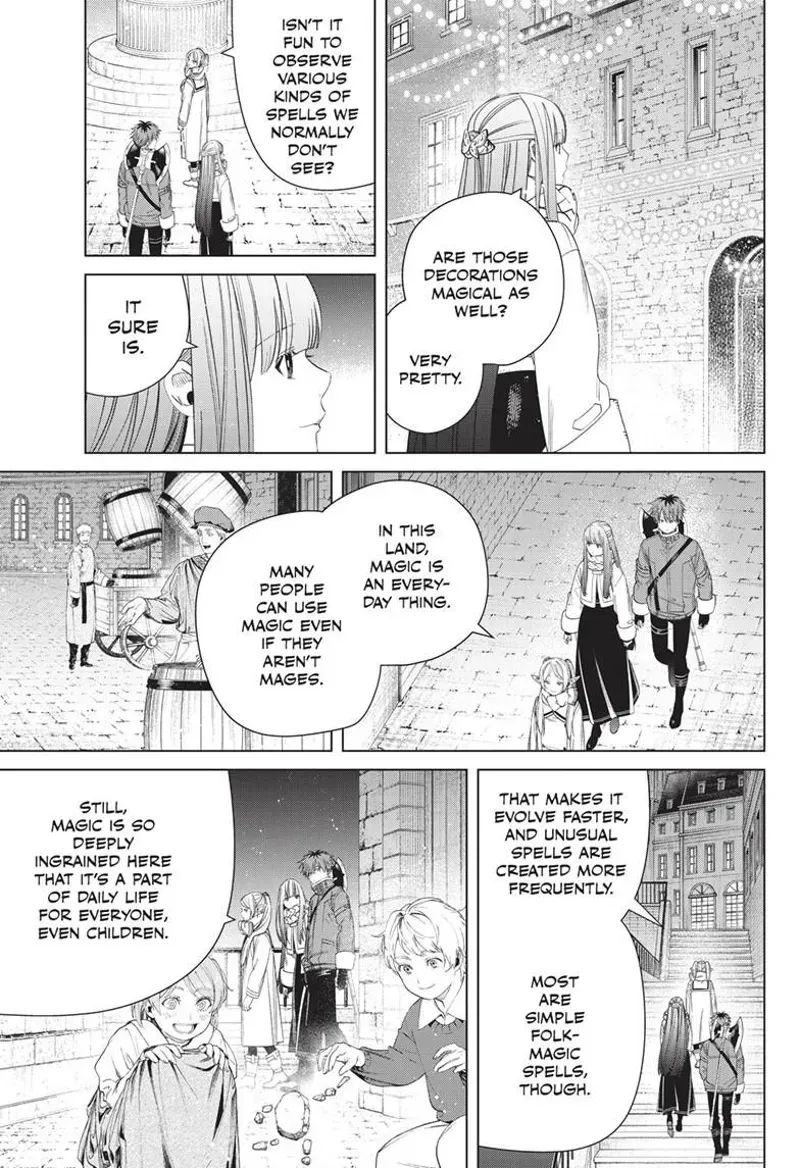 ARE THOSE
DECORATIONS
MAGICAL AS
WELL?
VERY
PRETTY.
ISN'T IT
FUN TO
OBSERVE
VARIOUS
KINDS OF
SPELLS WE
NORMALLY
DON'T
SEE?
IT
SURE
IS.
IN THIS
LAND,
MAGIC IS
AN EVERY-
DAY THING.
MANY
PEOPLE
CAN USE
MAGIC EVEN
IF THEY
AREN'T
MAGES.
THAT MAKES IT
EVOLVE FASTER,
AND UNUSUAL
SPELLS ARE
CREATED MORE
FREQUENTLY.
MOST
ARE
SIMPLE
FOLK-
MAGIC
SPELLS,
THOUGH.
STILL,
MAGIC IS SO
DEEPLY
INGRAINED HERE
THAT IT'S A PART
OF DAILY LIFE
FOR EVERYONE,
EVEN CHILDREN.